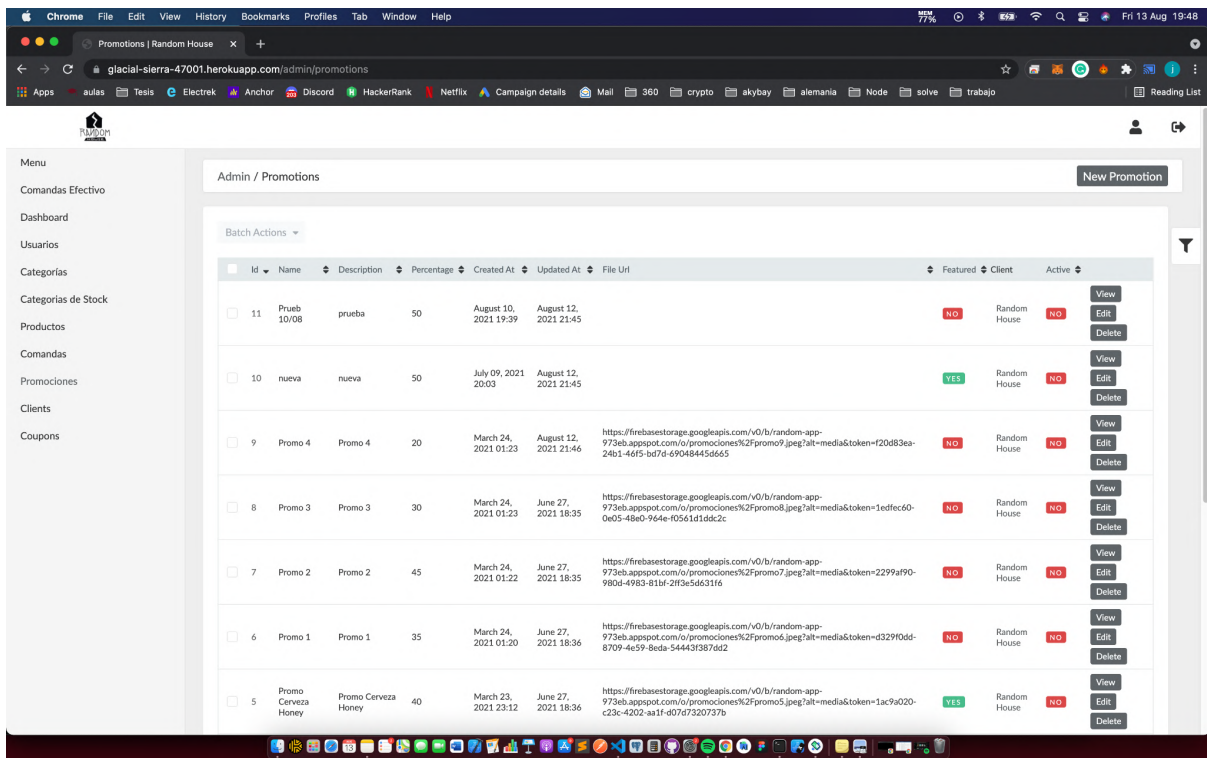 Chrome File Edit View History Bookmarks Profiles Tab Window Help MEM 77% Fri 13 Aug 19:48
Promotions | Random House
glacial-sierra-47001.herokuapp.com/admin/promotions
Apps aulas Tesis Electrek Anchor Discord HackerRank Netflix Campaign details Mail 360 crypto akybay alemania Node solve trabajo Reading List
RANDOM
Menu
Comandas Efectivo
Dashboard
Usuarios
Categorías
Categorias de Stock
Productos
Comandas
Promociones
Clients
Coupons
Admin / Promotions New Promotion
Batch Actions
Id Name Description Percentage Created At Updated At File Url Featured Client Active
11 Prueb 10/08 prueba 50 August 10, 2021 19:39 August 12, 2021 21:45 NO Random House NO View Edit Delete
10 nueva nueva 50 July 09, 2021 20:03 August 12, 2021 21:45 YES Random House NO View Edit Delete
9 Promo 4 Promo 4 20 March 24, 2021 01:23 August 12, 2021 21:46 https://firebasestorage.googleapis.com/v0/b/random-app-973eb.appspot.com/o/promociones%2Fpromo9.jpeg?alt=media&token=f20d83ea-24b1-46f5-bd7d-69048445d665 NO Random House NO View Edit Delete
8 Promo 3 Promo 3 30 March 24, 2021 01:23 June 27, 2021 18:35 https://firebasestorage.googleapis.com/v0/b/random-app-973eb.appspot.com/o/promociones%2Fpromo8.jpeg?alt=media&token=1edfec60-0e05-48e0-964e-f0561d1ddc2c NO Random House NO View Edit Delete
7 Promo 2 Promo 2 45 March 24, 2021 01:22 June 27, 2021 18:35 https://firebasestorage.googleapis.com/v0/b/random-app-973eb.appspot.com/o/promociones%2Fpromo7.jpeg?alt=media&token=2299af90-980d-4983-81bf-2ff3e5d631f6 NO Random House NO View Edit Delete
6 Promo 1 Promo 1 35 March 24, 2021 01:20 June 27, 2021 18:36 https://firebasestorage.googleapis.com/v0/b/random-app-973eb.appspot.com/o/promociones%2Fpromo6.jpeg?alt=media&token=d329f0dd-8709-4e59-8eda-54443f387dd2 NO Random House NO View Edit Delete
5 Promo Cerveza Honey Promo Cerveza Honey 40 March 23, 2021 23:12 June 27, 2021 18:36 https://firebasestorage.googleapis.com/v0/b/random-app-973eb.appspot.com/o/promociones%2Fpromo5.jpeg?alt=media&token=1ac9a020-c23c-4202-aa1f-d07d7320737b YES Random House NO View Edit Delete